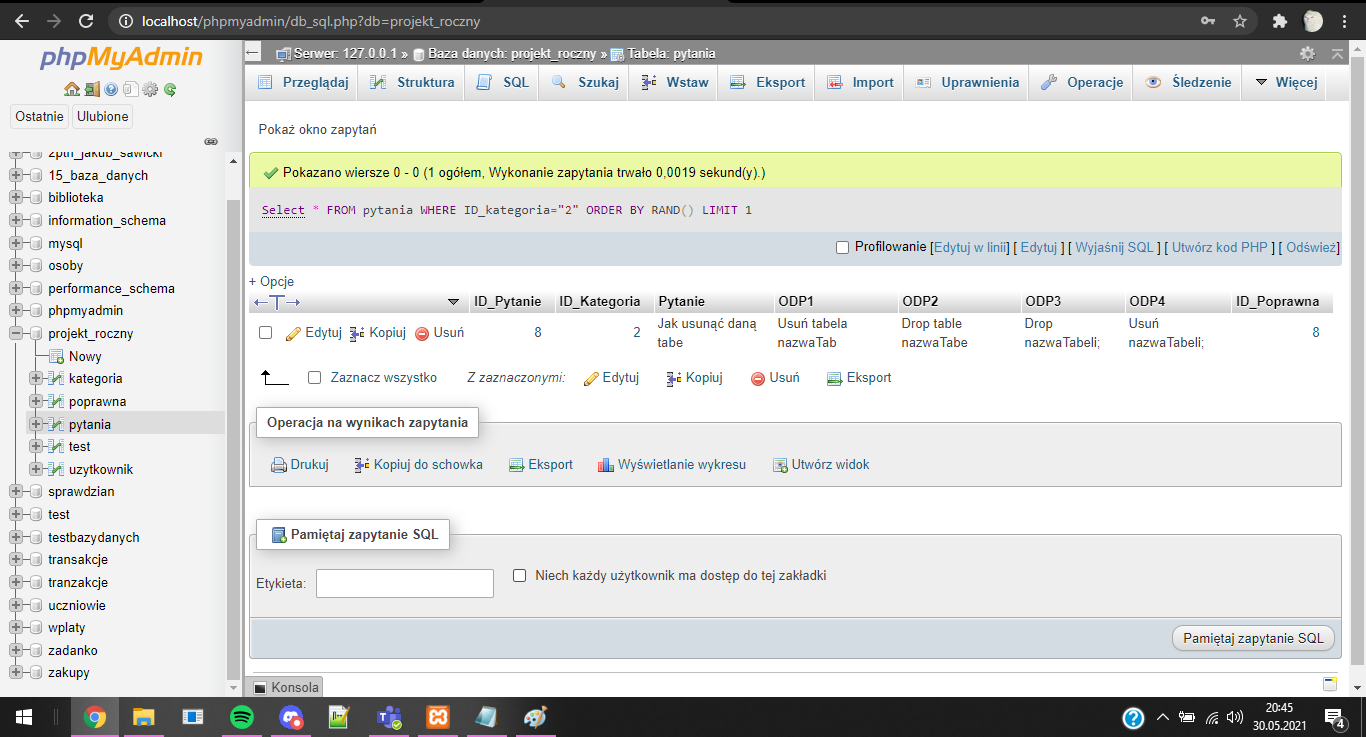 localhost/phpmyadmin/db_sql.php?db=projekt_roczny
phpMyAdmin
Ostatnie Ulubione
2pth_jakub_sawicki
15_baza_danych
biblioteka
information_schema
mysql
osoby
performance_schema
phpmyadmin
projekt_roczny
Nowy
kategoria
poprawna
pytania
test
uzytkownik
sprawdzian
test
testbazydanych
transakcje
tranzakcje
uczniowie
wplaty
zadanko
zakupy
Serwer: 127.0.0.1 » Baza danych: projekt_roczny » Tabela: pytania
Przeglądaj Struktura SQL Szukaj Wstaw Eksport Import Uprawnienia Operacje Śledzenie Więcej
Pokaż okno zapytań
Pokazano wiersze 0 - 0 (1 ogółem, Wykonanie zapytania trwało 0,0019 sekund(y).)
Select * FROM pytania WHERE ID_kategoria="2" ORDER BY RAND() LIMIT 1
Profilowanie [Edytuj w linii] [ Edytuj ] [ Wyjaśnij SQL ] [ Utwórz kod PHP ] [ Odśwież]
+ Opcje
←T→ ID_Pytanie ID_Kategoria Pytanie ODP1 ODP2 ODP3 ODP4 ID_Poprawna
Edytuj Kopiuj Usuń 8 2 Jak usunąć daną tabe Usuń tabela nazwaTab Drop table nazwaTabe Drop nazwaTabeli; Usuń nazwaTabeli; 8
Zaznacz wszystko Z zaznaczonymi: Edytuj Kopiuj Usuń Eksport
Operacja na wynikach zapytania
Drukuj Kopiuj do schowka Eksport Wyświetlanie wykresu Utwórz widok
Pamiętaj zapytanie SQL
Etykieta: Niech każdy użytkownik ma dostęp do tej zakładki
Pamiętaj zapytanie SQL
Konsola
20:45
30.05.2021
4